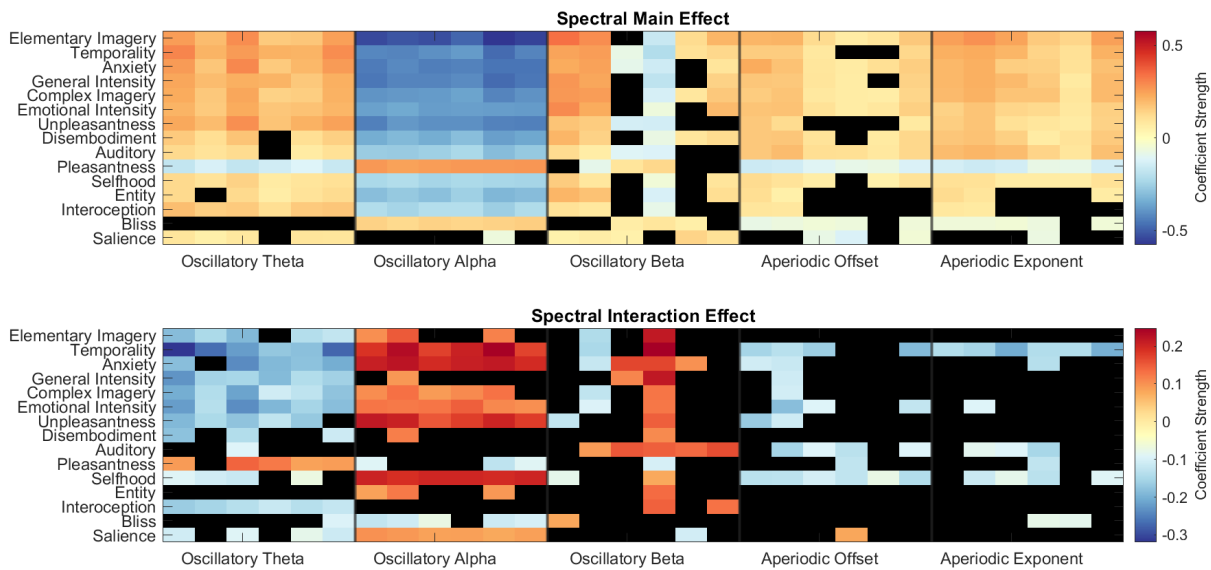 Spectral Main Effect
Elementary Imagery
Temporality
Anxiety
General Intensity
Complex Imagery
Emotional Intensity
Unpleasantness
Disembodiment
Auditory
Pleasantness
Selfhood
Entity
Interoception
Bliss
Salience
Oscillatory Theta Oscillatory Alpha Oscillatory Beta Aperiodic Offset Aperiodic Exponent
0.5
0
-0.5
Coefficient Strength
Spectral Interaction Effect
Elementary Imagery
Temporality
Anxiety
General Intensity
Complex Imagery
Emotional Intensity
Unpleasantness
Disembodiment
Auditory
Pleasantness
Selfhood
Entity
Interoception
Bliss
Salience
Oscillatory Theta Oscillatory Alpha Oscillatory Beta Aperiodic Offset Aperiodic Exponent
0.2
0.1
0
-0.1
-0.2
-0.3
Coefficient Strength